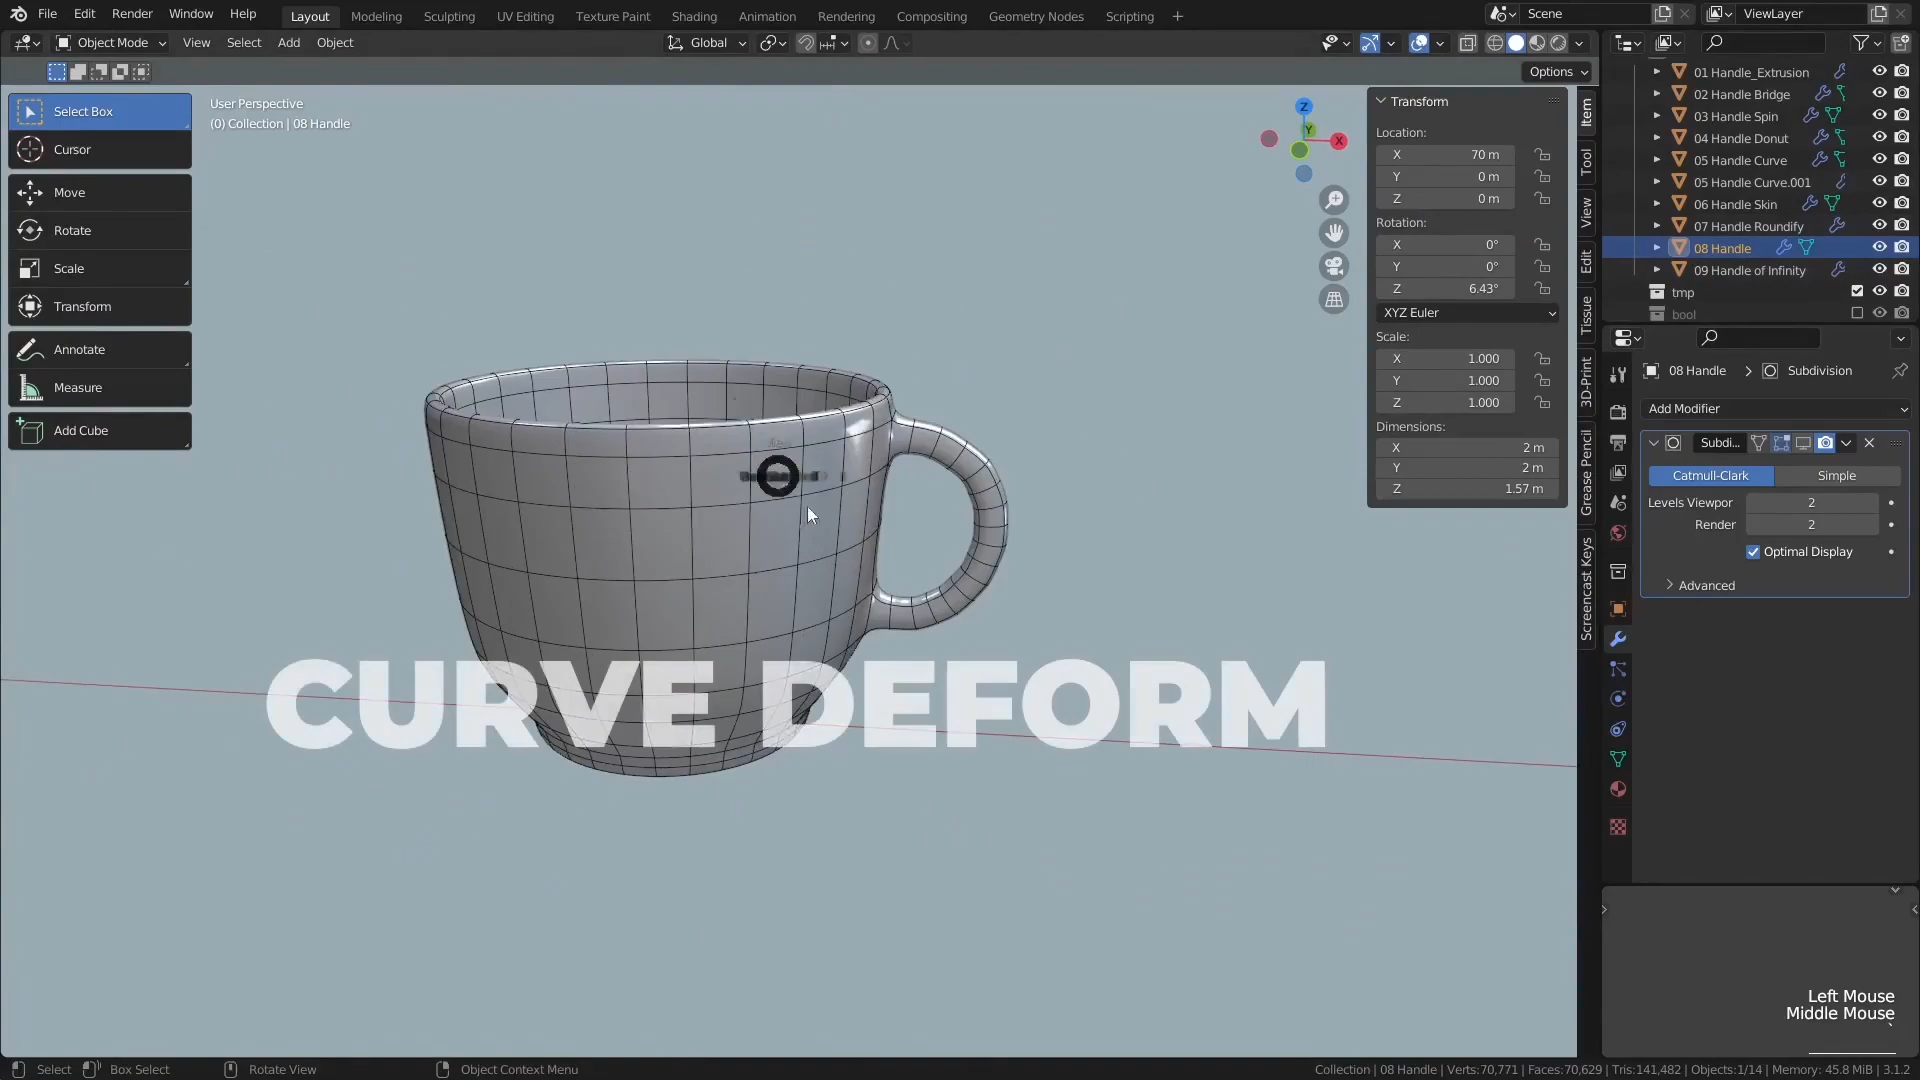 File Edit Render Window Help Layout Modeling Sculpting UV Editing Texture Paint Shading Animation Rendering Compositing Geometry Nodes Scripting + Scene ViewLayer
Object Mode View Select Add Object Global
Options
Select Box
Cursor
Move
Rotate
Scale
Transform
Annotate
Measure
Add Cube
User Perspective
(0) Collection | 08 Handle
Z
Y
X
CURVE DEFORM
Transform
Location:
X 70 m
Y 0 m
Z 0 m
Rotation:
X 0°
Y 0°
Z 6.43°
XYZ Euler
Scale:
X 1.000
Y 1.000
Z 1.000
Dimensions:
X 2 m
Y 2 m
Z 1.57 m
Item
Tool
View
Edit
Tissue
3D-Print
Grease Pencil
Screencast Keys
01 Handle_Extrusion
02 Handle Bridge
03 Handle Spin
04 Handle Donut
05 Handle Curve
05 Handle Curve.001
06 Handle Skin
07 Handle Roundify
08 Handle
09 Handle of Infinity
tmp
bool
08 Handle > Subdivision
Add Modifier
Subdi...
Catmull-Clark Simple
Levels Viewpor 2
Render 2
Optimal Display
> Advanced
Left Mouse
Middle Mouse
`
Select Box Select Rotate View Object Context Menu Collection | 08 Handle | Verts:70,771 | Faces:70,629 | Tris:141,482 | Objects:1/14 | Memory: 45.8 MiB | 3.1.2